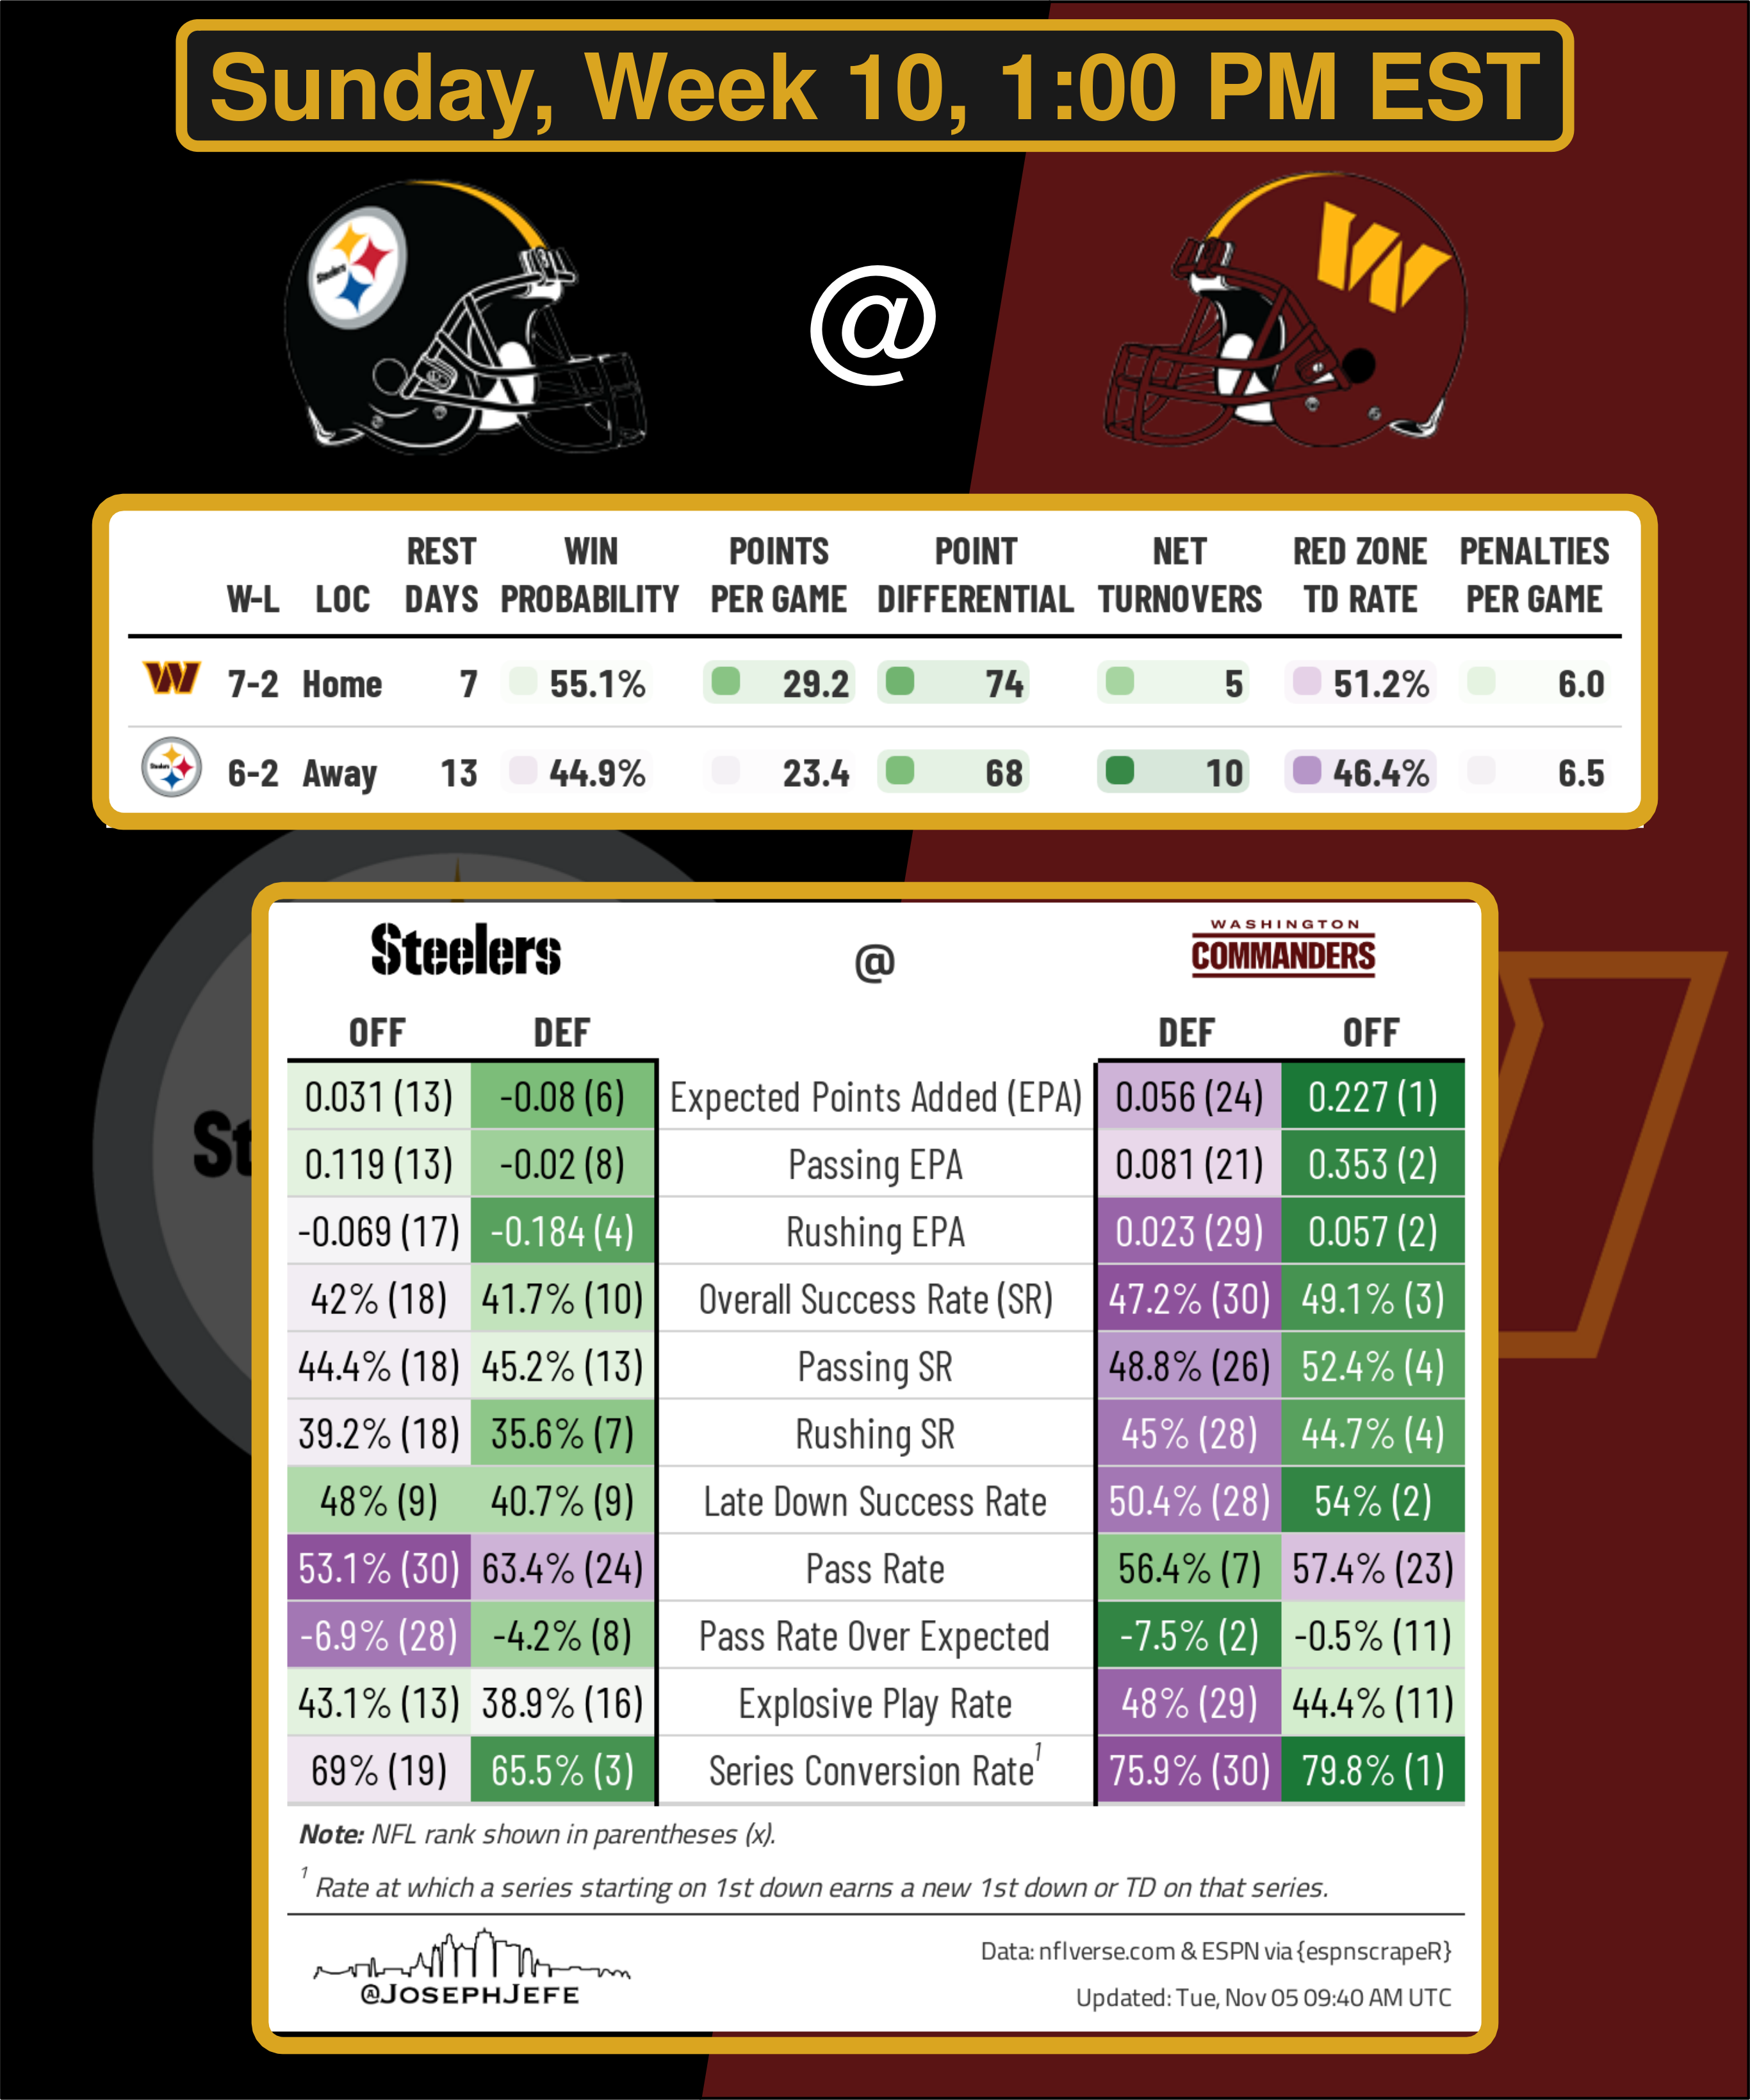 Sunday, Week 10, 1:00 PM EST
Steelers
@
W-L LOC REST DAYS WIN PROBABILITY POINTS PER GAME POINT DIFFERENTIAL NET TURNOVERS RED ZONE TD RATE PENALTIES PER GAME
7-2 Home 7 55.1% 29.2 74 5 51.2% 6.0
Steelers 6-2 Away 13 44.9% 23.4 68 10 46.4% 6.5
St
Steelers @ WASHINGTON COMMANDERS
OFF DEF DEF OFF
0.031 (13) -0.08 (6) Expected Points Added (EPA) 0.056 (24) 0.227 (1)
0.119 (13) -0.02 (8) Passing EPA 0.081 (21) 0.353 (2)
-0.069 (17) -0.184 (4) Rushing EPA 0.023 (29) 0.057 (2)
42% (18) 41.7% (10) Overall Success Rate (SR) 47.2% (30) 49.1% (3)
44.4% (18) 45.2% (13) Passing SR 48.8% (26) 52.4% (4)
39.2% (18) 35.6% (7) Rushing SR 45% (28) 44.7% (4)
48% (9) 40.7% (9) Late Down Success Rate 50.4% (28) 54% (2)
53.1% (30) 63.4% (24) Pass Rate 56.4% (7) 57.4% (23)
-6.9% (28) -4.2% (8) Pass Rate Over Expected -7.5% (2) -0.5% (11)
43.1% (13) 38.9% (16) Explosive Play Rate 48% (29) 44.4% (11)
69% (19) 65.5% (3) Series Conversion Rate¹ 75.9% (30) 79.8% (1)
Note: NFL rank shown in parentheses (x).
¹ Rate at which a series starting on 1st down earns a new 1st down or TD on that series.
@JOSEPHJEFE
Data: nflverse.com & ESPN via {espnscrapeR}
Updated: Tue, Nov 05 09:40 AM UTC